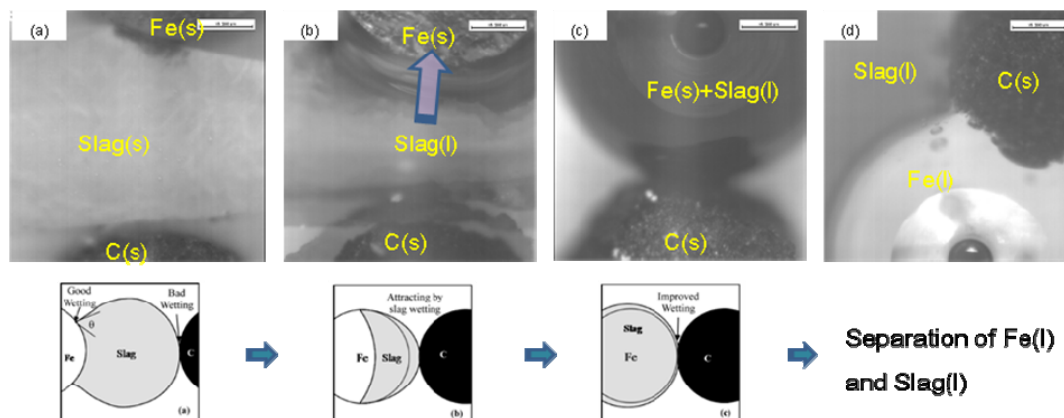 (a)
Fe(s)
Slag(s)
C(s)
(b)
Fe(s)
Slag(l)
C(s)
(c)
Fe(s)+Slag(l)
C(s)
(d)
Slag(l)
C(s)
Fe(l)
Good
Wetting
θ
Bad
Wetting
Fe
Slag
C
(a)
Attracting by
slag wetting
Fe
Slag
C
(b)
Improved
Wetting
Slag
Fe
C
(c)
Separation of Fe(l)
and Slag(l)